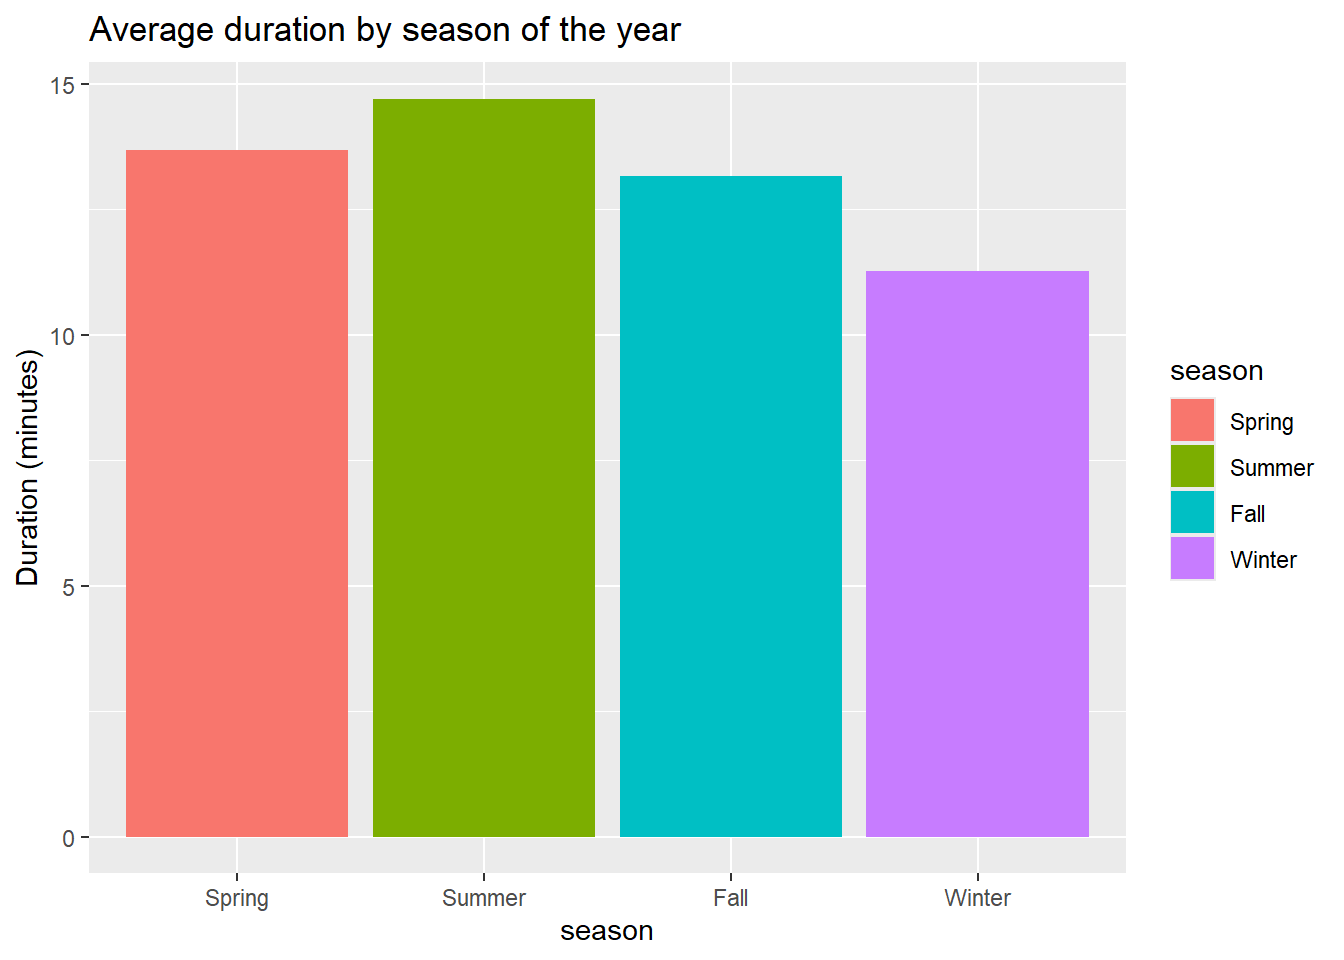 Average duration by season of the year
15
10
5
0
Duration (minutes)
Spring Summer Fall Winter
season
season
Spring
Summer
Fall
Winter